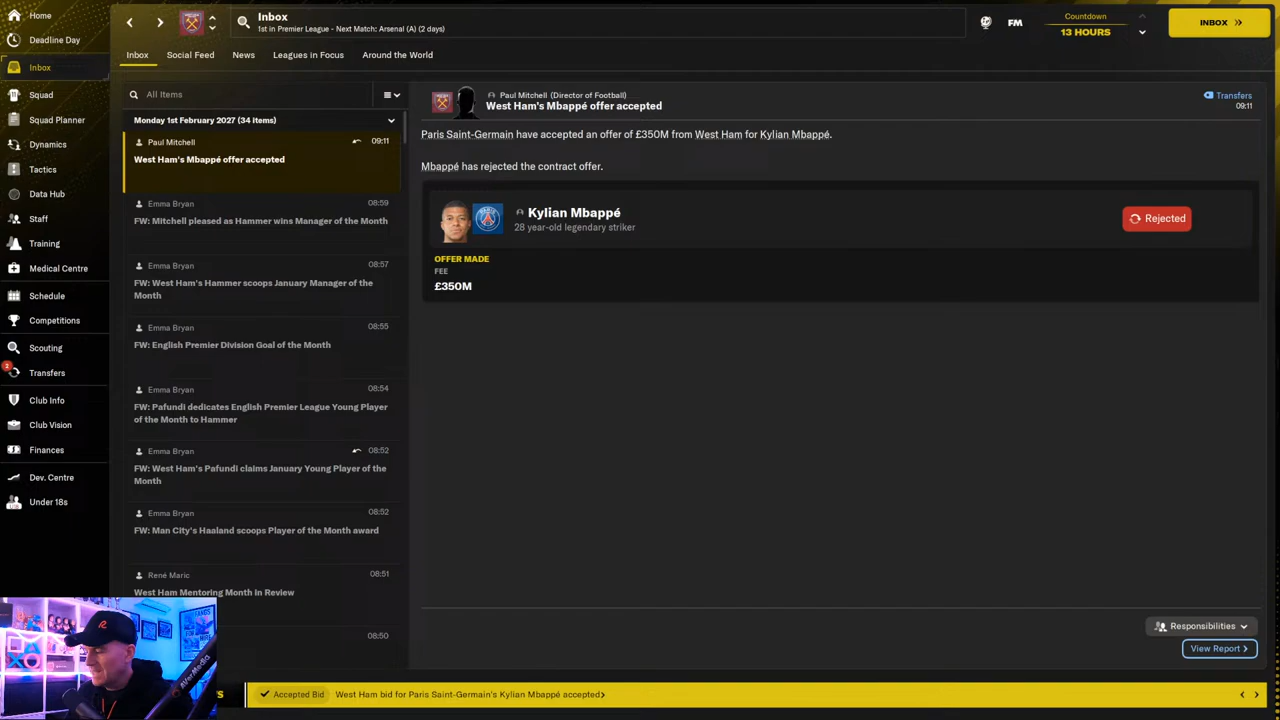 Home
Deadline Day
Inbox
Squad
Squad Planner
Dynamics
Tactics
Data Hub
Staff
Training
Medical Centre
Schedule
Competitions
Scouting
2
Transfers
Club Info
Club Vision
Finances
Dev. Centre
Under 18s
Inbox
1st in Premier League - Next Match: Arsenal (A) (2 days)
FM
Countdown
13 HOURS
INBOX
Inbox
Social Feed
News
Leagues in Focus
Around the World
All Items
Monday 1st February 2027 (34 items)
Paul Mitchell
09:11
West Ham's Mbappé offer accepted
Emma Bryan
08:59
FW: Mitchell pleased as Hammer wins Manager of the Month
Emma Bryan
08:57
FW: West Ham's Hammer scoops January Manager of the
Month
Emma Bryan
08:55
FW: English Premier Division Goal of the Month
Emma Bryan
08:54
FW: Pafundi dedicates English Premier League Young Player
of the Month to Hammer
Emma Bryan
08:52
FW: West Ham's Pafundi claims January Young Player of the
Month
Emma Bryan
08:52
FW: Man City's Haaland scoops Player of the Month award
René Maric
08:51
West Ham Mentoring Month in Review
08:50
Paul Mitchell (Director of Football)
West Ham's Mbappé offer accepted
Transfers
09:11
Paris Saint-Germain have accepted an offer of £350M from West Ham for Kylian Mbappé.
Mbappé has rejected the contract offer.
Kylian Mbappé
28 year-old legendary striker
Rejected
OFFER MADE
FEE
£350M
Responsibilities
View Report
Accepted Bid
West Ham bid for Paris Saint-Germain's Kylian Mbappé accepted